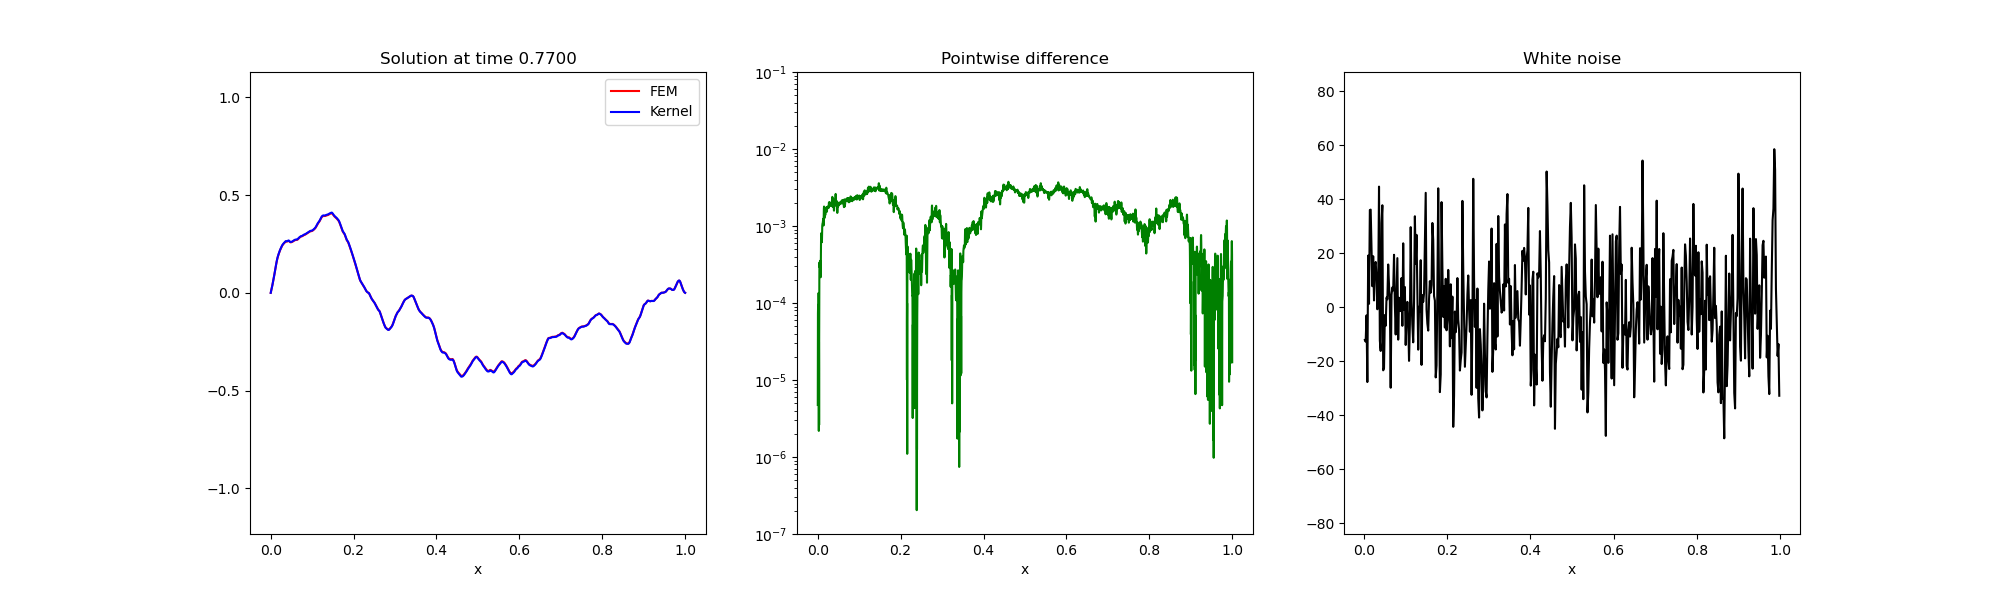 Solution at time 0.7700
FEM
Kernel
1.0
0.5
0.0
−0.5
−1.0
0.0 0.2 0.4 0.6 0.8 1.0
x
Pointwise difference
10⁻¹
10⁻²
10⁻³
10⁻⁴
10⁻⁵
10⁻⁶
10⁻⁷
0.0 0.2 0.4 0.6 0.8 1.0
x
White noise
80
60
40
20
0
−20
−40
−60
−80
0.0 0.2 0.4 0.6 0.8 1.0
x